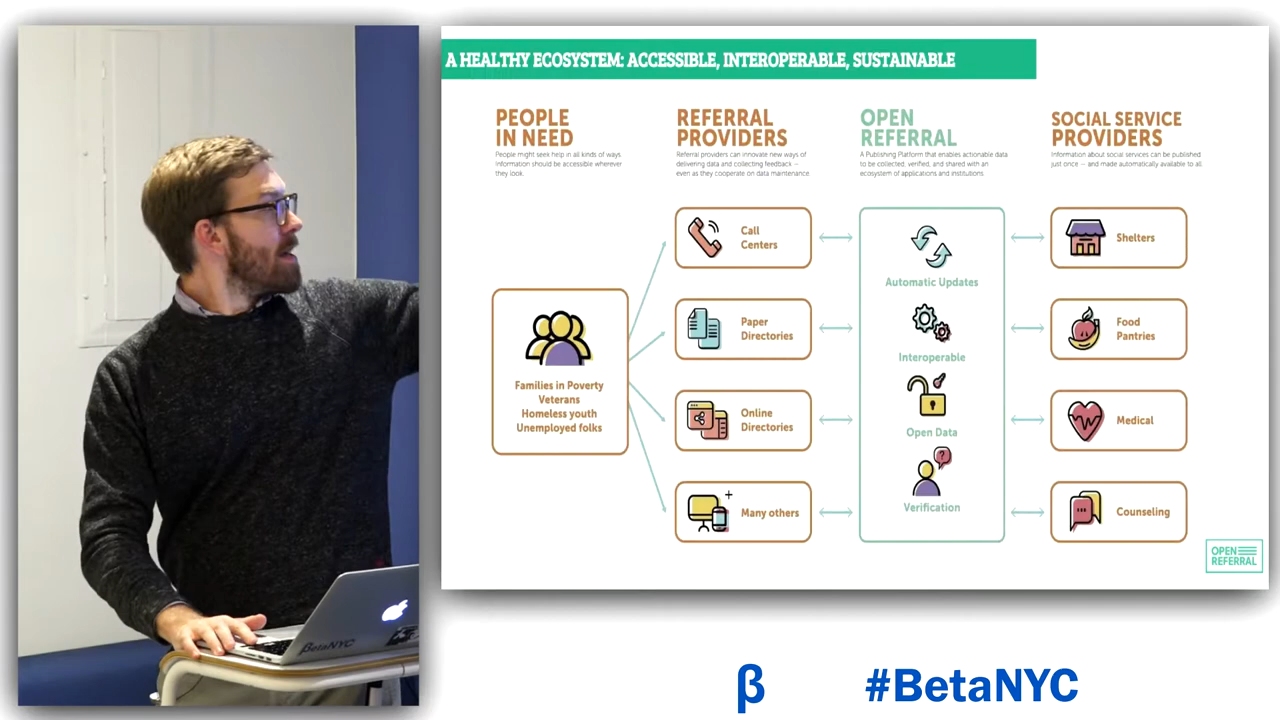 A HEALTHY ECOSYSTEM: ACCESSIBLE, INTEROPERABLE, SUSTAINABLE
PEOPLE
IN NEED
People might seek help in all kinds of ways
Information should be accessible wherever
they look.
REFERRAL
PROVIDERS
Referral providers can innovate new ways of
delivering data and collecting feedback —
even as they cooperate on data maintenance
OPEN
REFERRAL
A Publishing Platform that enables actionable data
to be collected, verified, and shared with an
ecosystem of applications and institutions
SOCIAL SERVICE
PROVIDERS
Information about social services can be published
just once — and made automatically available to all
Families in Poverty
Veterans
Homeless youth
Unemployed folks
Call
Centers
Paper
Directories
Online
Directories
Many others
Automatic Updates
Interoperable
Open Data
?
Verification
Shelters
Food
Pantries
Medical
Counseling
OPEN
REFERRAL
BetaNYC
β
#BetaNYC